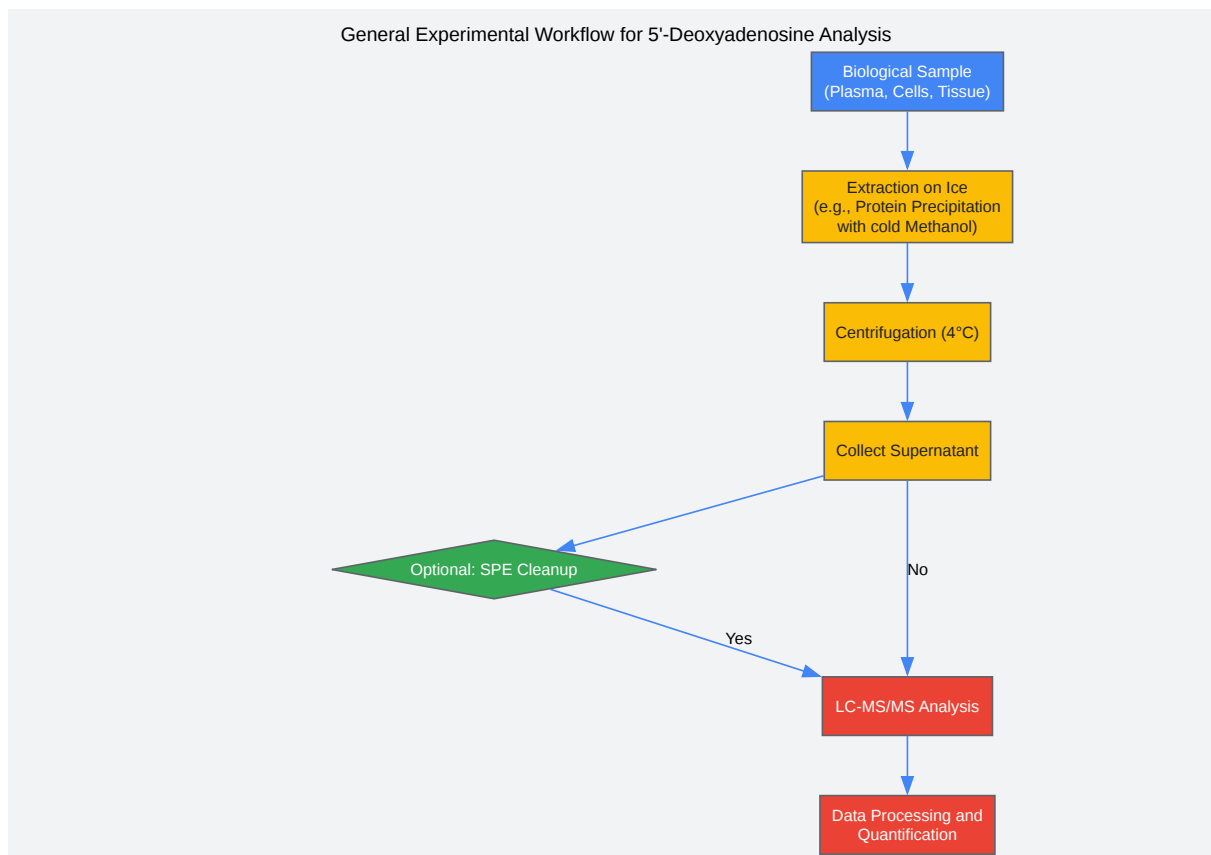 General Experimental Workflow for 5'-Deoxyadenosine Analysis
Biological Sample
(Plasma, Cells, Tissue)
Extraction on Ice
(e.g., Protein Precipitation
with cold Methanol)
Centrifugation (4°C)
Collect Supernatant
Optional: SPE Cleanup
No
Yes
LC-MS/MS Analysis
Data Processing and
Quantification